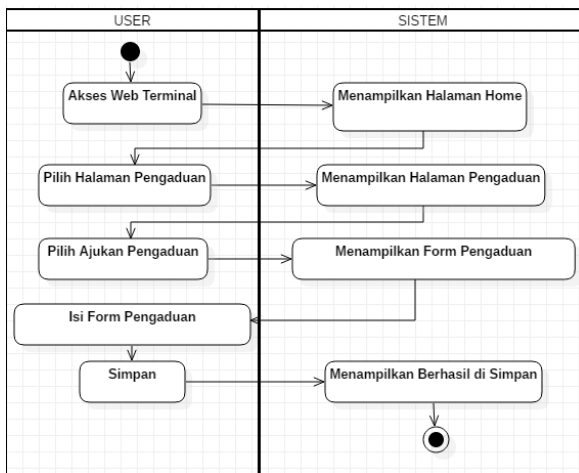 USER
SISTEM
Akses Web Terminal
Menampilkan Halaman Home
Pilih Halaman Pengaduan
Menampilkan Halaman Pengaduan
Pilih Ajukan Pengaduan
Menampilkan Form Pengaduan
Isi Form Pengaduan
Simpan
Menampilkan Berhasil di Simpan